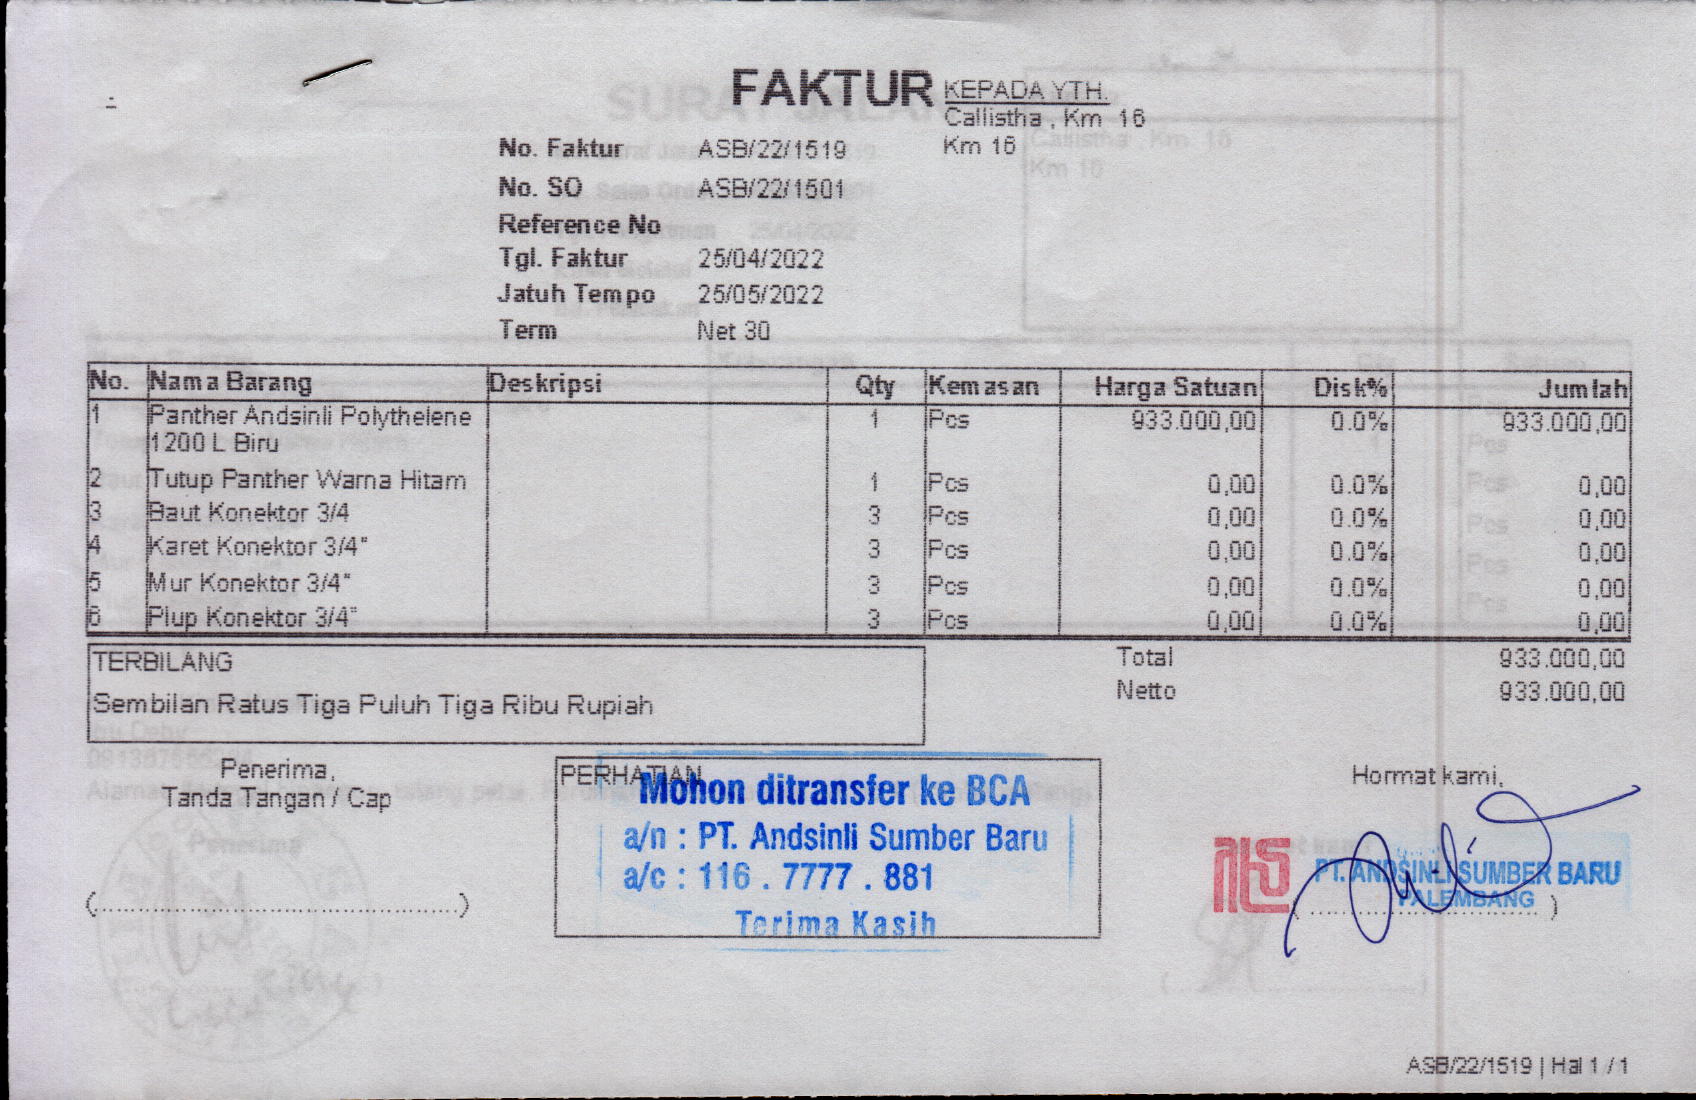 FAKTUR
KEPADA YTH.
Callistha , Km 16
Km 16
No. Faktur ASB/22/1519
No. SO ASB/22/1501
Reference No
Tgl. Faktur 25/04/2022
Jatuh Tempo 25/05/2022
Term Net 30
No. Nama Barang Deskripsi Qty Kemasan Harga Satuan Disk% Jumlah
1 Panther Andsinli Polythelene 1 Pcs 933.000,00 0.0% 933.000,00
1200 L Biru
2 Tutup Panther Warna Hitam 1 Pcs 0,00 0.0% 0,00
3 Baut Konektor 3/4 3 Pcs 0,00 0.0% 0,00
4 Karet Konektor 3/4" 3 Pcs 0,00 0.0% 0,00
5 Mur Konektor 3/4" 3 Pcs 0,00 0.0% 0,00
6 Plup Konektor 3/4" 3 Pcs 0,00 0.0% 0,00
TERBILANG
Sembilan Ratus Tiga Puluh Tiga Ribu Rupiah
Total 933.000,00
Netto 933.000,00
Penerima,
Tanda Tangan / Cap
(............................................)
PERHATIAN
Mohon ditransfer ke BCA
a/n : PT. Andsinli Sumber Baru
a/c : 116 . 7777 . 881
Terima Kasih
Hormat kami,
PT. ANDSINLI SUMBER BARU
PALEMBANG
(............................)
ASB/22/1519 | Hal 1 / 1